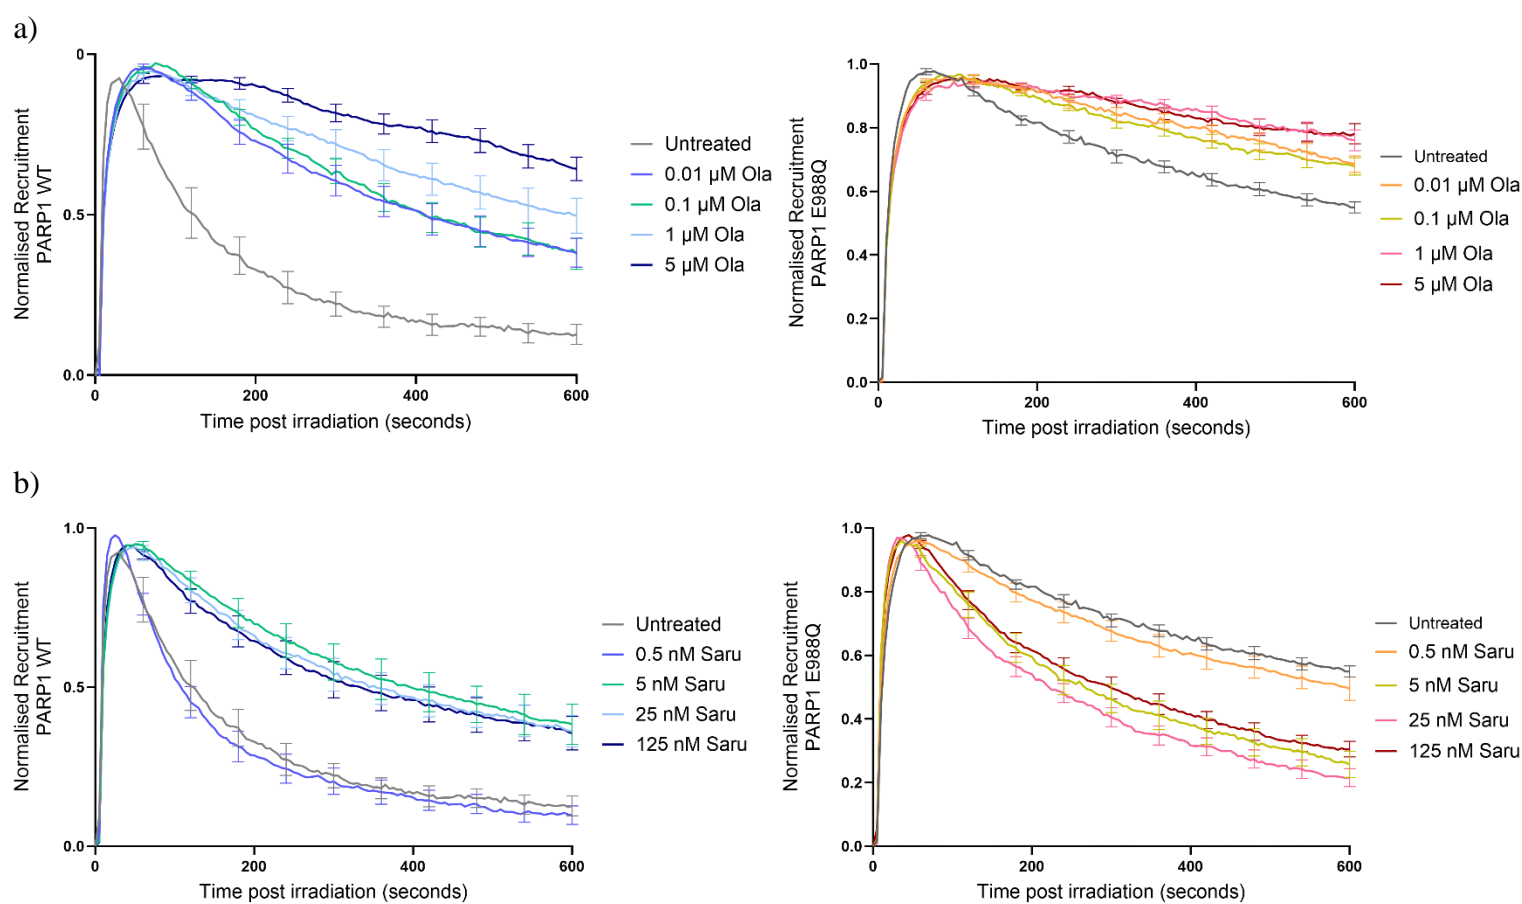 a)
0
0.5
0.0
0
200
400
600
Time post irradiation (seconds)
Normalised Recruitment
PARP1 WT
Untreated
0.01 µM Ola
0.1 µM Ola
1 µM Ola
5 µM Ola
1.0
0.8
0.6
0.4
0.2
0.0
0
200
400
600
Time post irradiation (seconds)
Normalised Recruitment
PARP1 E988Q
Untreated
0.01 µM Ola
0.1 µM Ola
1 µM Ola
5 µM Ola
b)
1.0
0.5
0.0
0
200
400
600
Time post irradiation (seconds)
Normalised Recruitment
PARP1 WT
Untreated
0.5 nM Saru
5 nM Saru
25 nM Saru
125 nM Saru
1.0
0.8
0.6
0.4
0.2
0.0
0
200
400
600
Time post irradiation (seconds)
Normalised Recruitment
PARP1 E988Q
Untreated
0.5 nM Saru
5 nM Saru
25 nM Saru
125 nM Saru